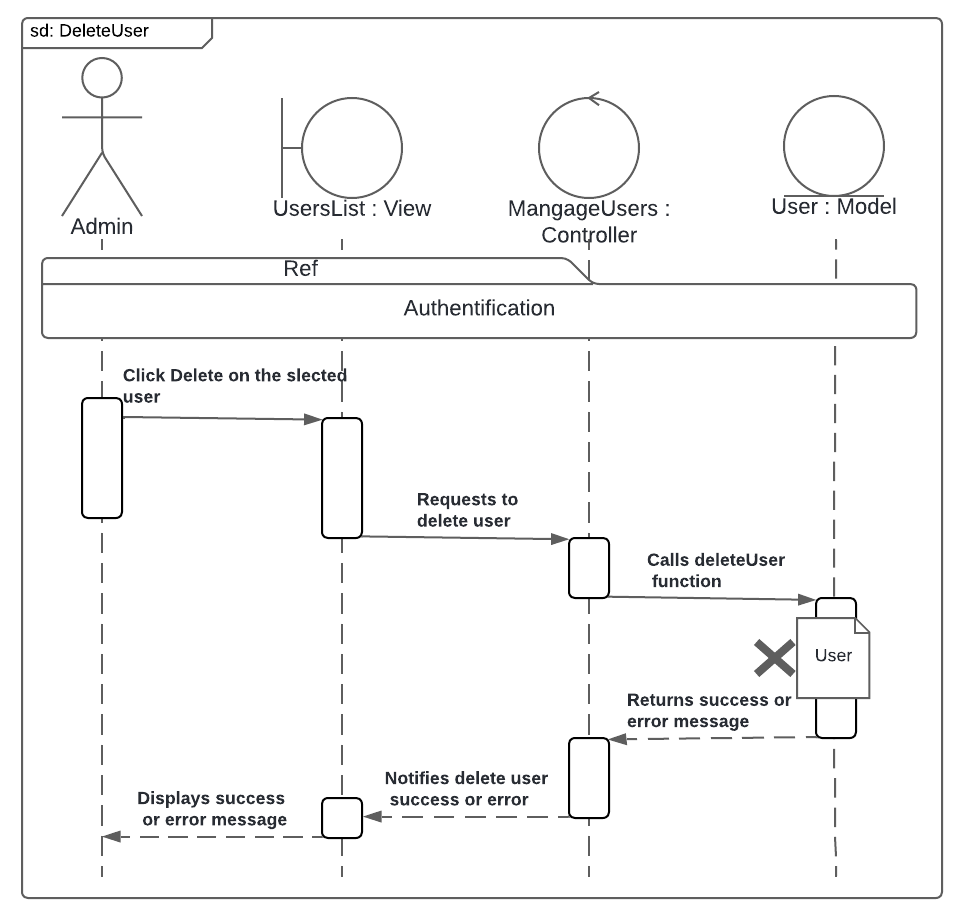 sd: DeleteUser
Admin
UsersList : View
MangageUsers :
Controller
User : Model
Ref
Authentification
Click Delete on the slected
user
Requests to
delete user
Calls deleteUser
function
User
Returns success or
error message
Notifies delete user
success or error
Displays success
or error message